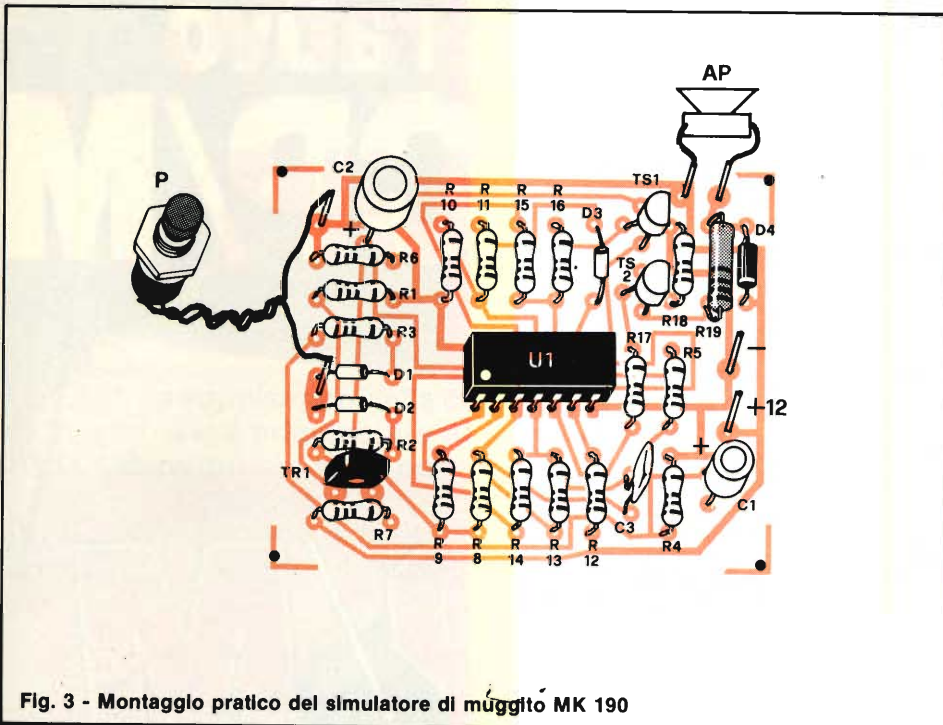 AP
P
C2
R
10
R
11
R
15
R
16
D3
TS1
TS
2
D4
+
R6
R1
R3
D1
D2
R2
TR1
R7
U1
R18
R19
R17
R5
-
+12
+
C1
C3
R4
R
9
R
8
R
14
R
13
R
12
Fig. 3 - Montaggio pratico del simulatore di muggito MK 190